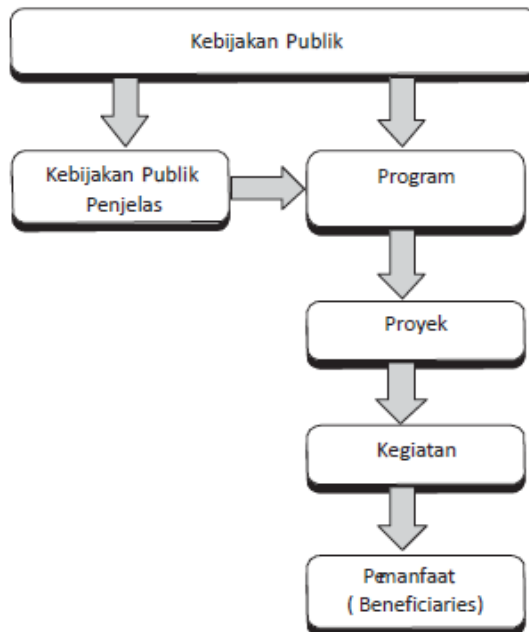 Kebijakan Publik
Kebijakan Publik
Penjelas
Program
Proyek
Kegiatan
Pemanfaat
( Beneficiaries)